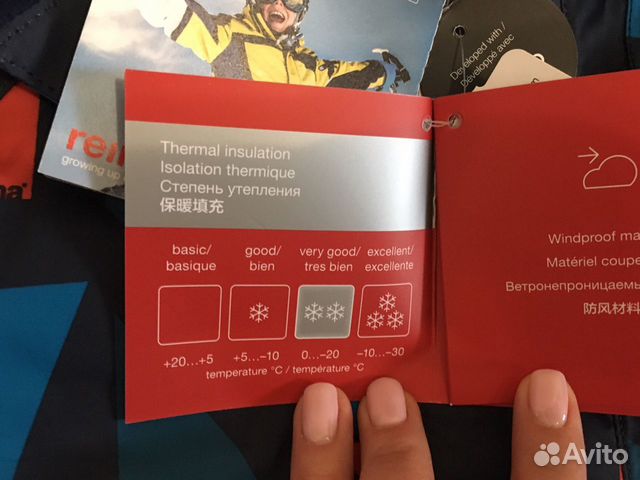 Developed with /
Développé avec
growing up
Thermal insulation
Isolation thermique
Степень утепления
保暖填充
basic/
basique
good/
bien
very good/
tres bien
excellent/
excellente
+20...+5
+5...–10
0...–20
–10...–30
temperature °C / température °C
Windproof
Matériel
Ветронепроницаемы
防风材料
Avito